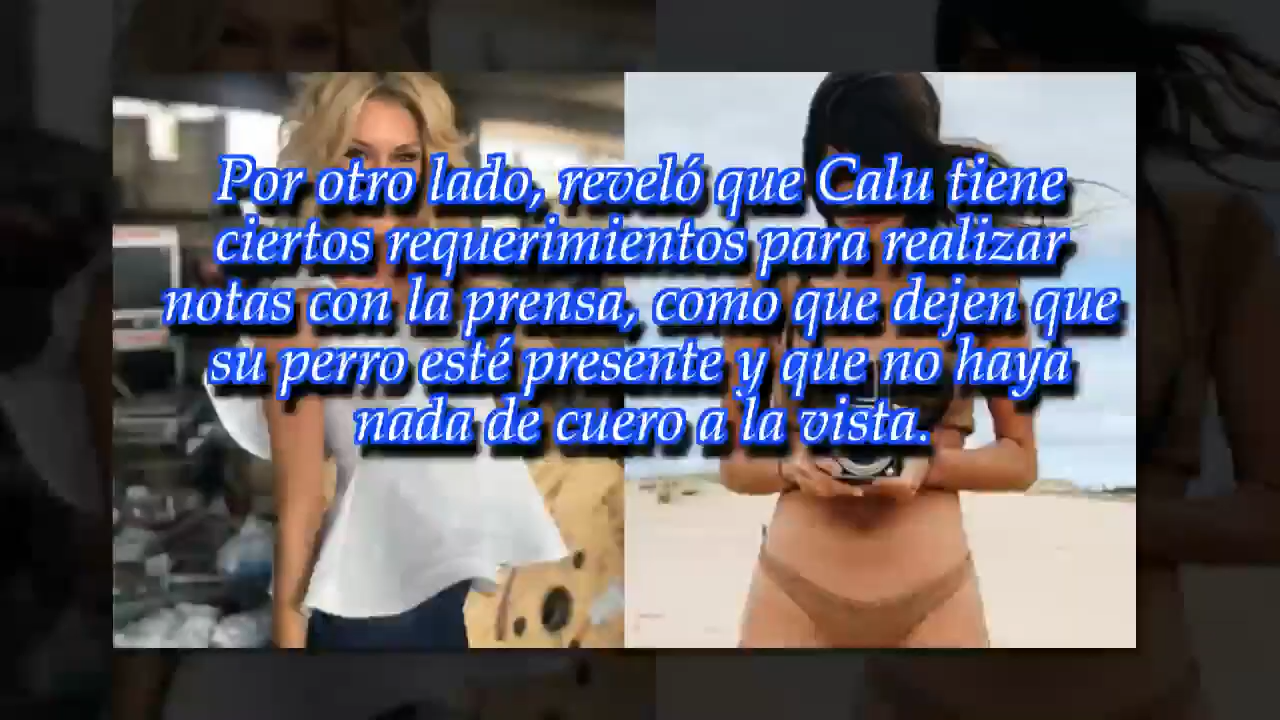 Por otro lado, reveló que Calu tiene
ciertos requerimientos para realizar
notas con la prensa, como que dejen que
su perro esté presente y que no haya
nada de cuero a la vista.